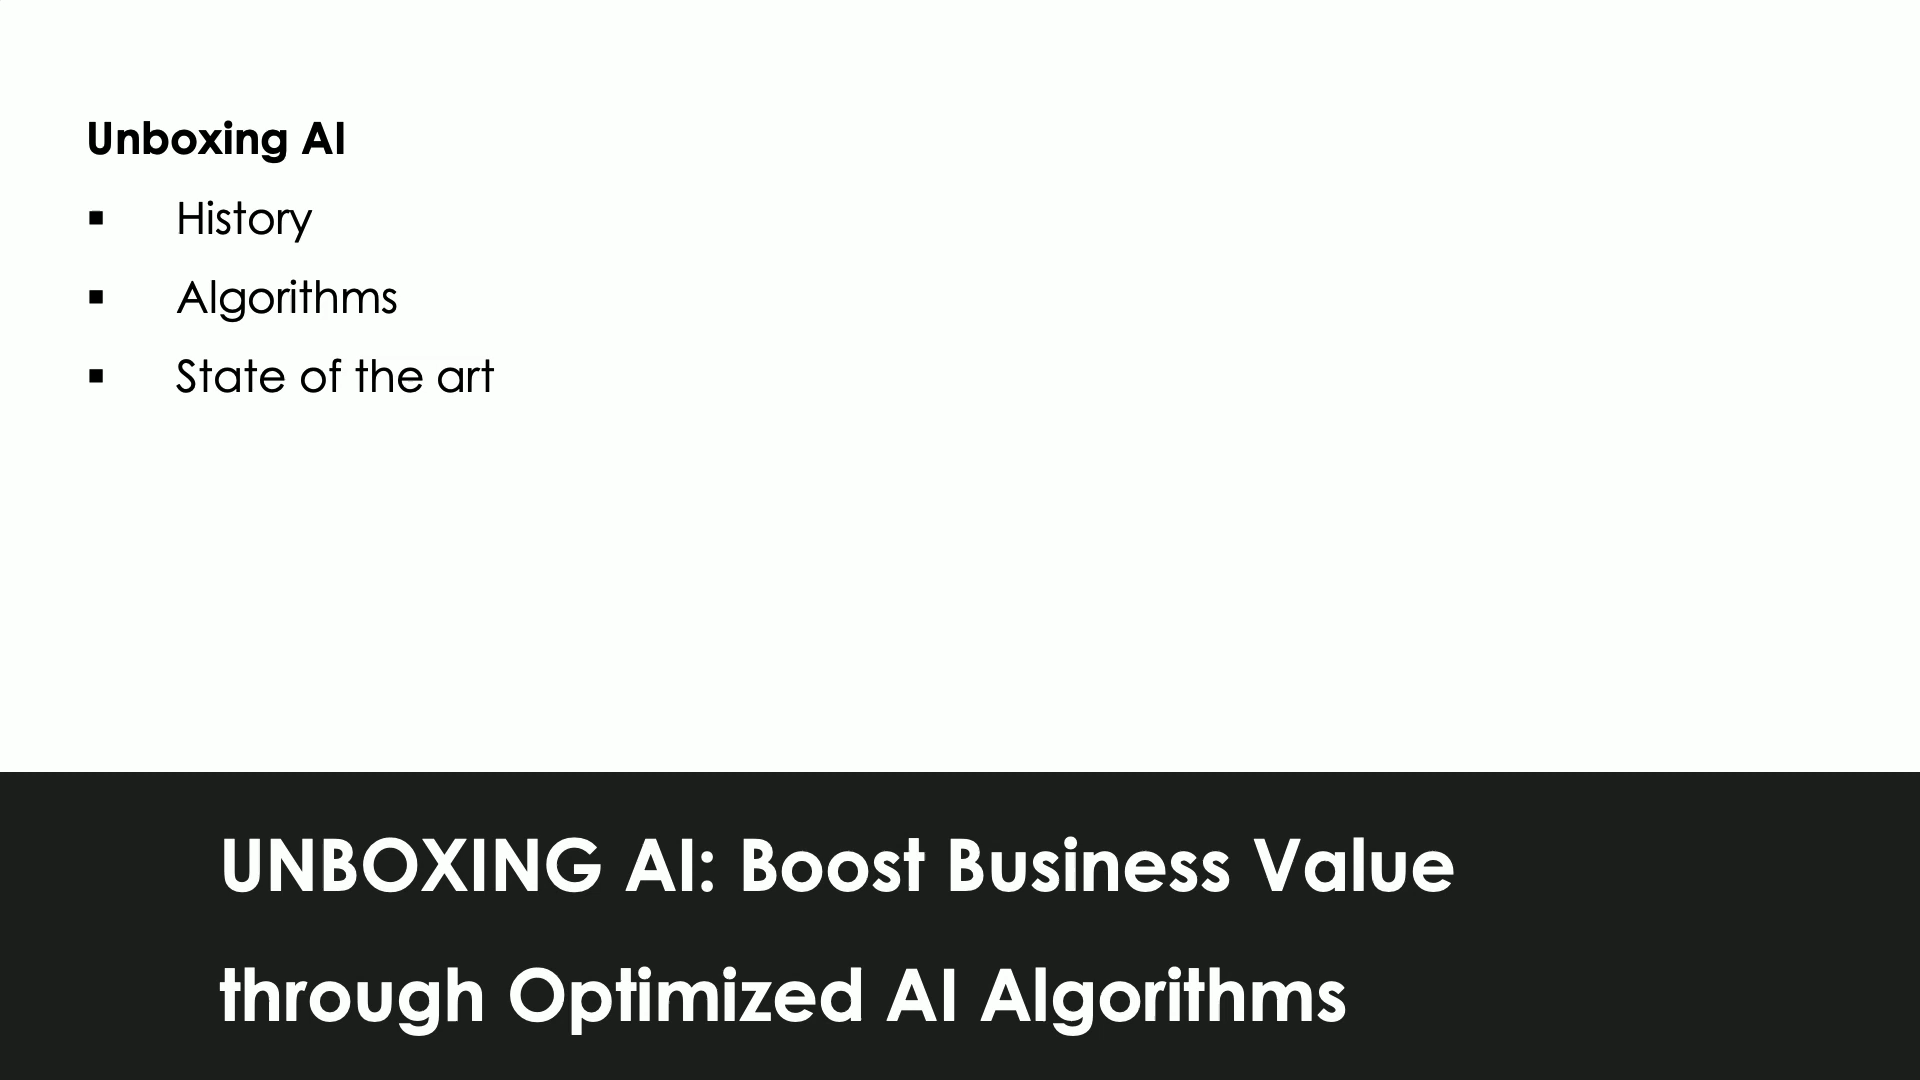 Unboxing AI
▪ History
▪ Algorithms
▪ State of the art
UNBOXING AI: Boost Business Value
through Optimized AI Algorithms